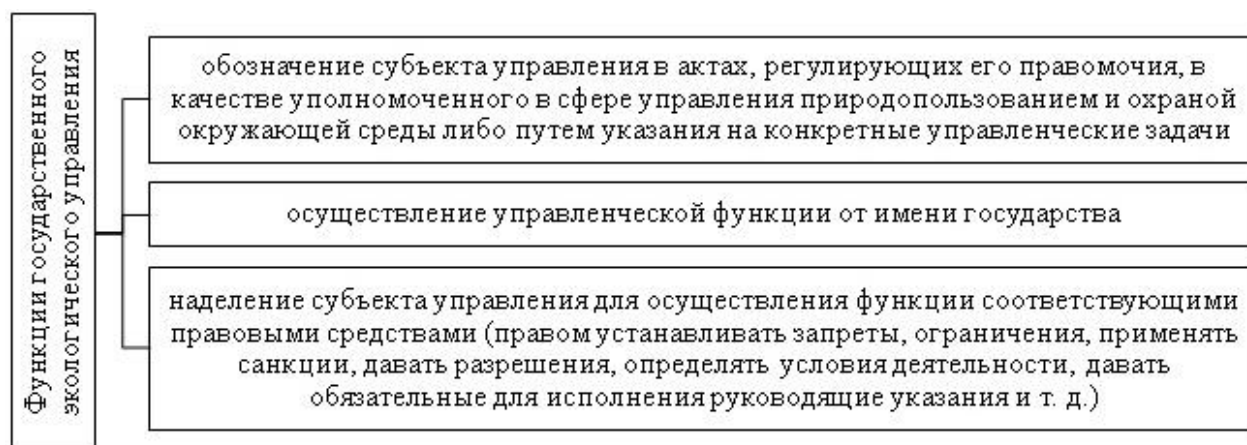 Функции государственного
экологического управления
обозначение субъекта управления в актах, регулирующих его правомочия, в
качестве уполномоченного в сфере управления природопользованием и охраной
окружающей среды либо путем указания на конкретные управленческие задачи
осуществление управленческой функции от имени государства
наделение субъекта управления для осуществления функции соответствующими
правовыми средствами (правом устанавливать запреты, ограничения, применять
санкции, давать разрешения, определять условия деятельности, давать
обязательные для исполнения руководящие указания и т. д.)